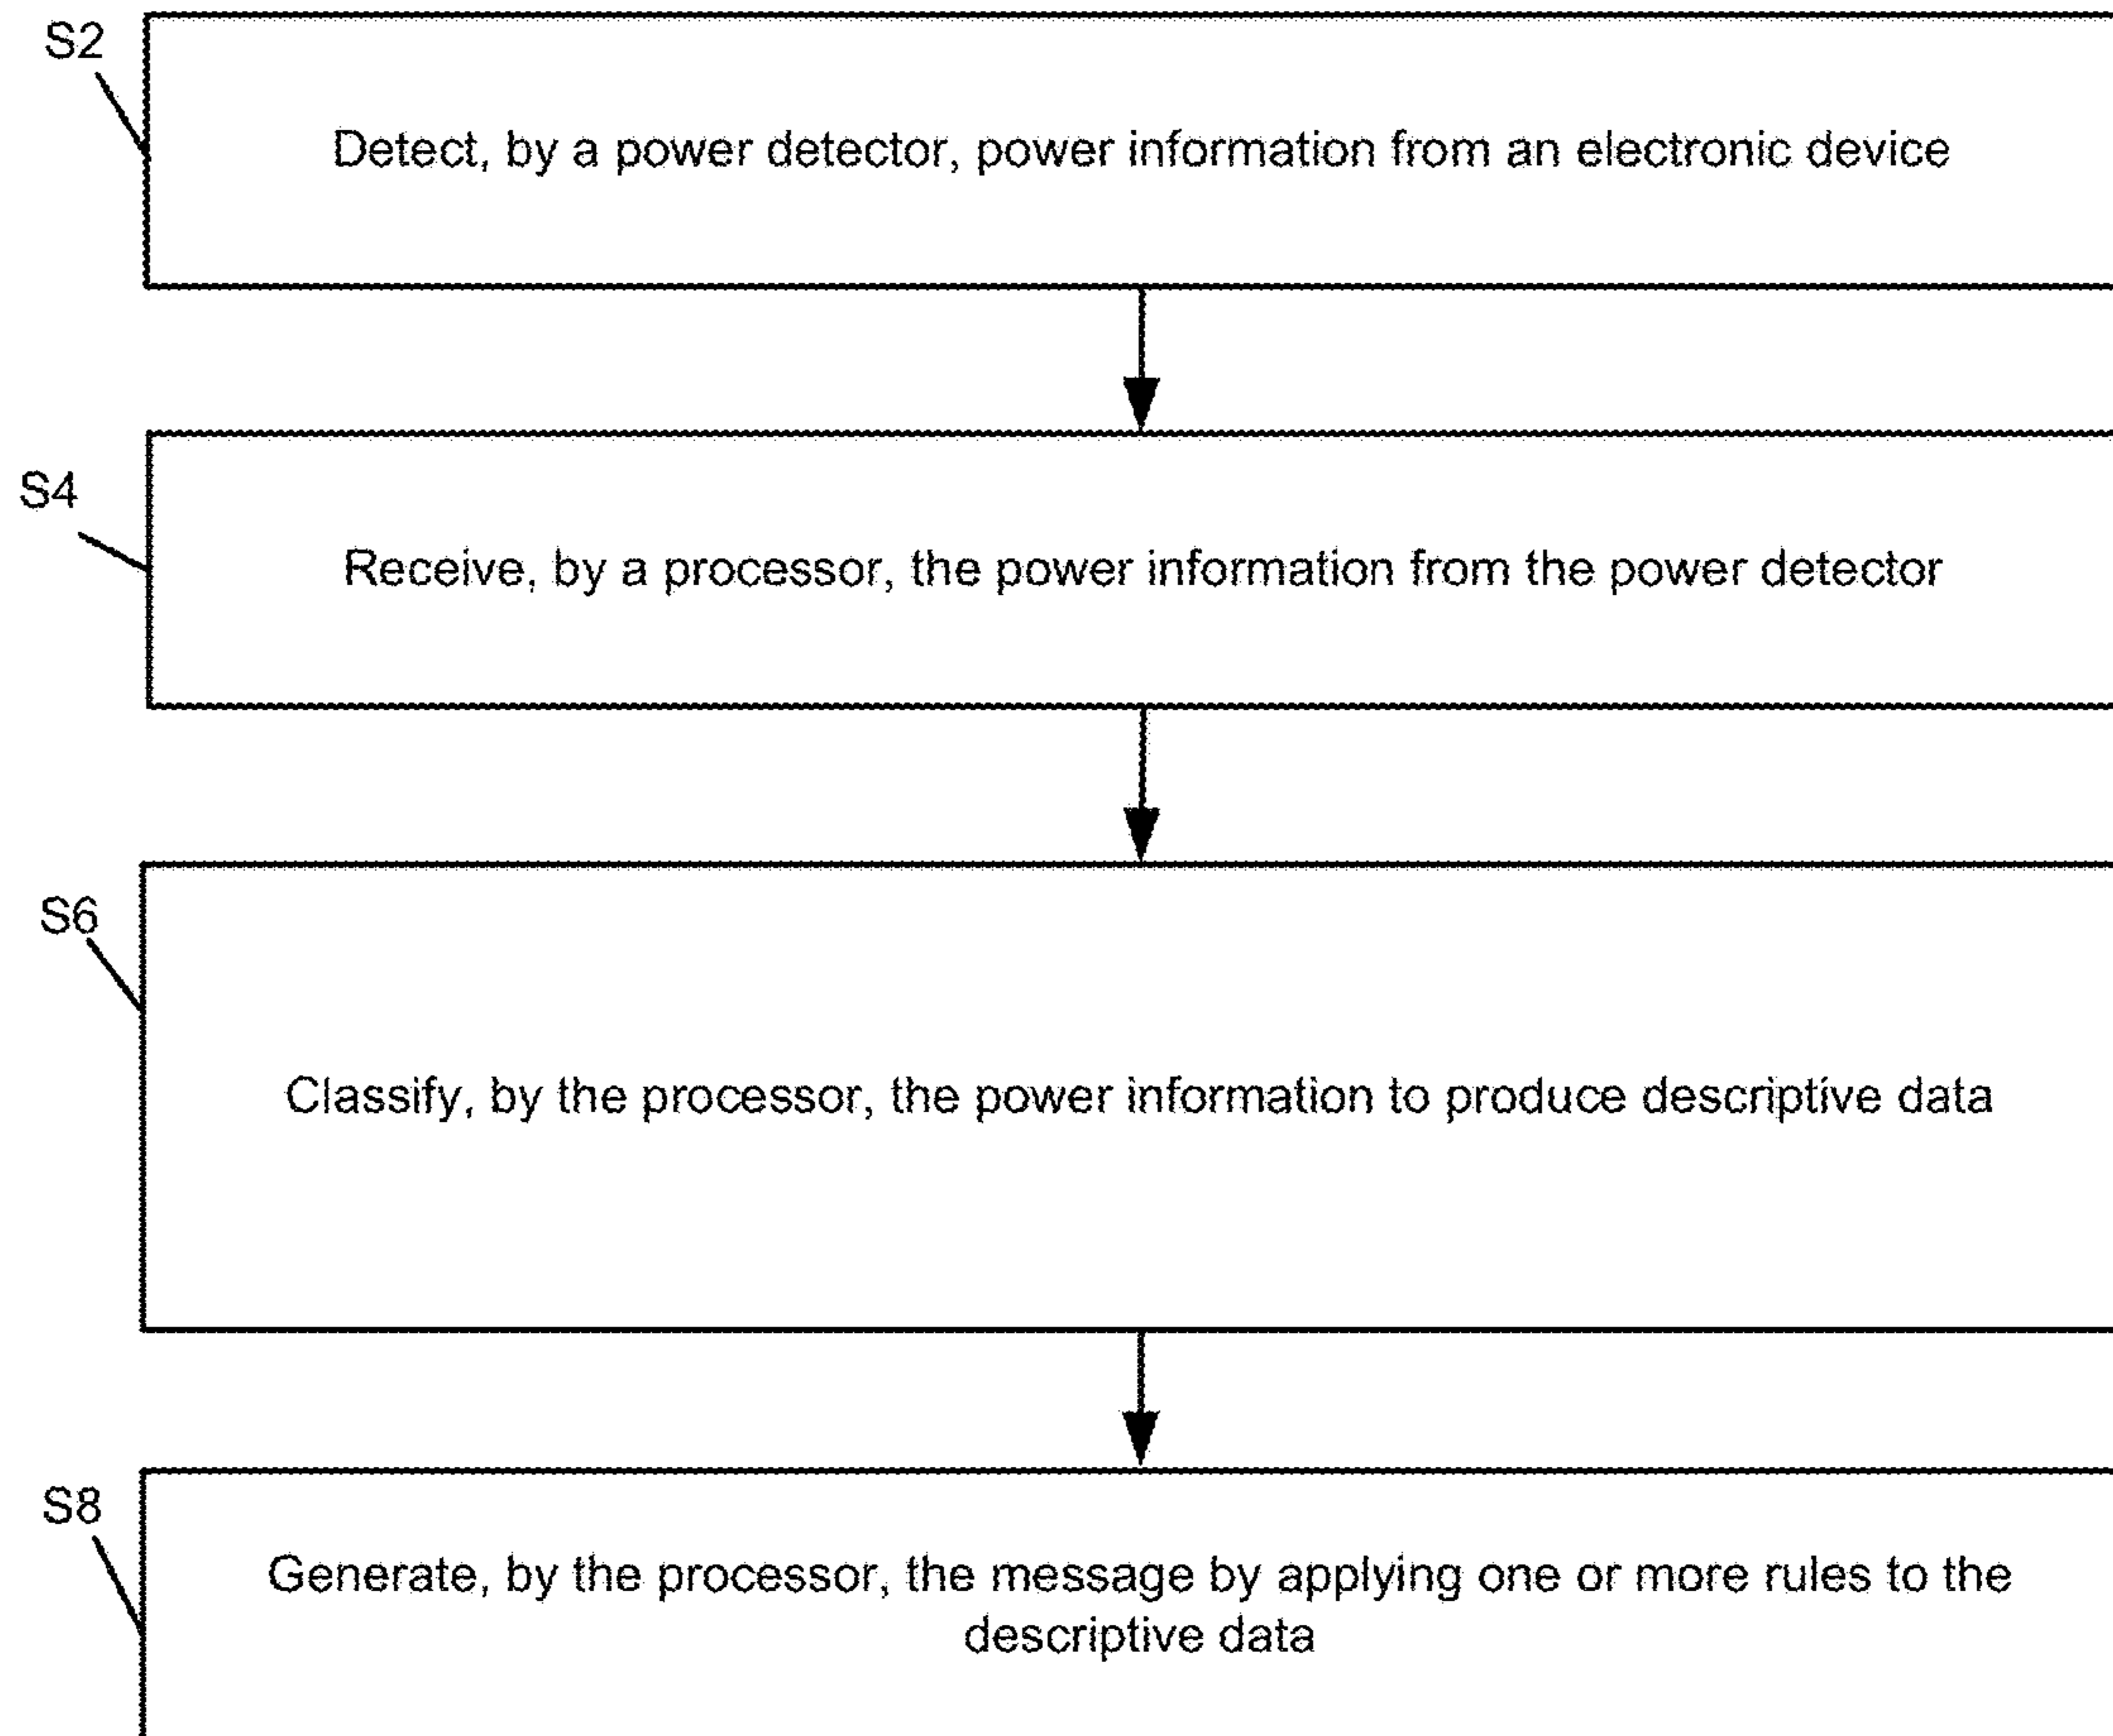 S2
Detect, by a power detector, power information from an electronic device
S4
Receive, by a processor, the power information from the power detector
S6
Classify, by the processor, the power information to produce descriptive data
S8
Generate, by the processor, the message by applying one or more rules to the
descriptive data